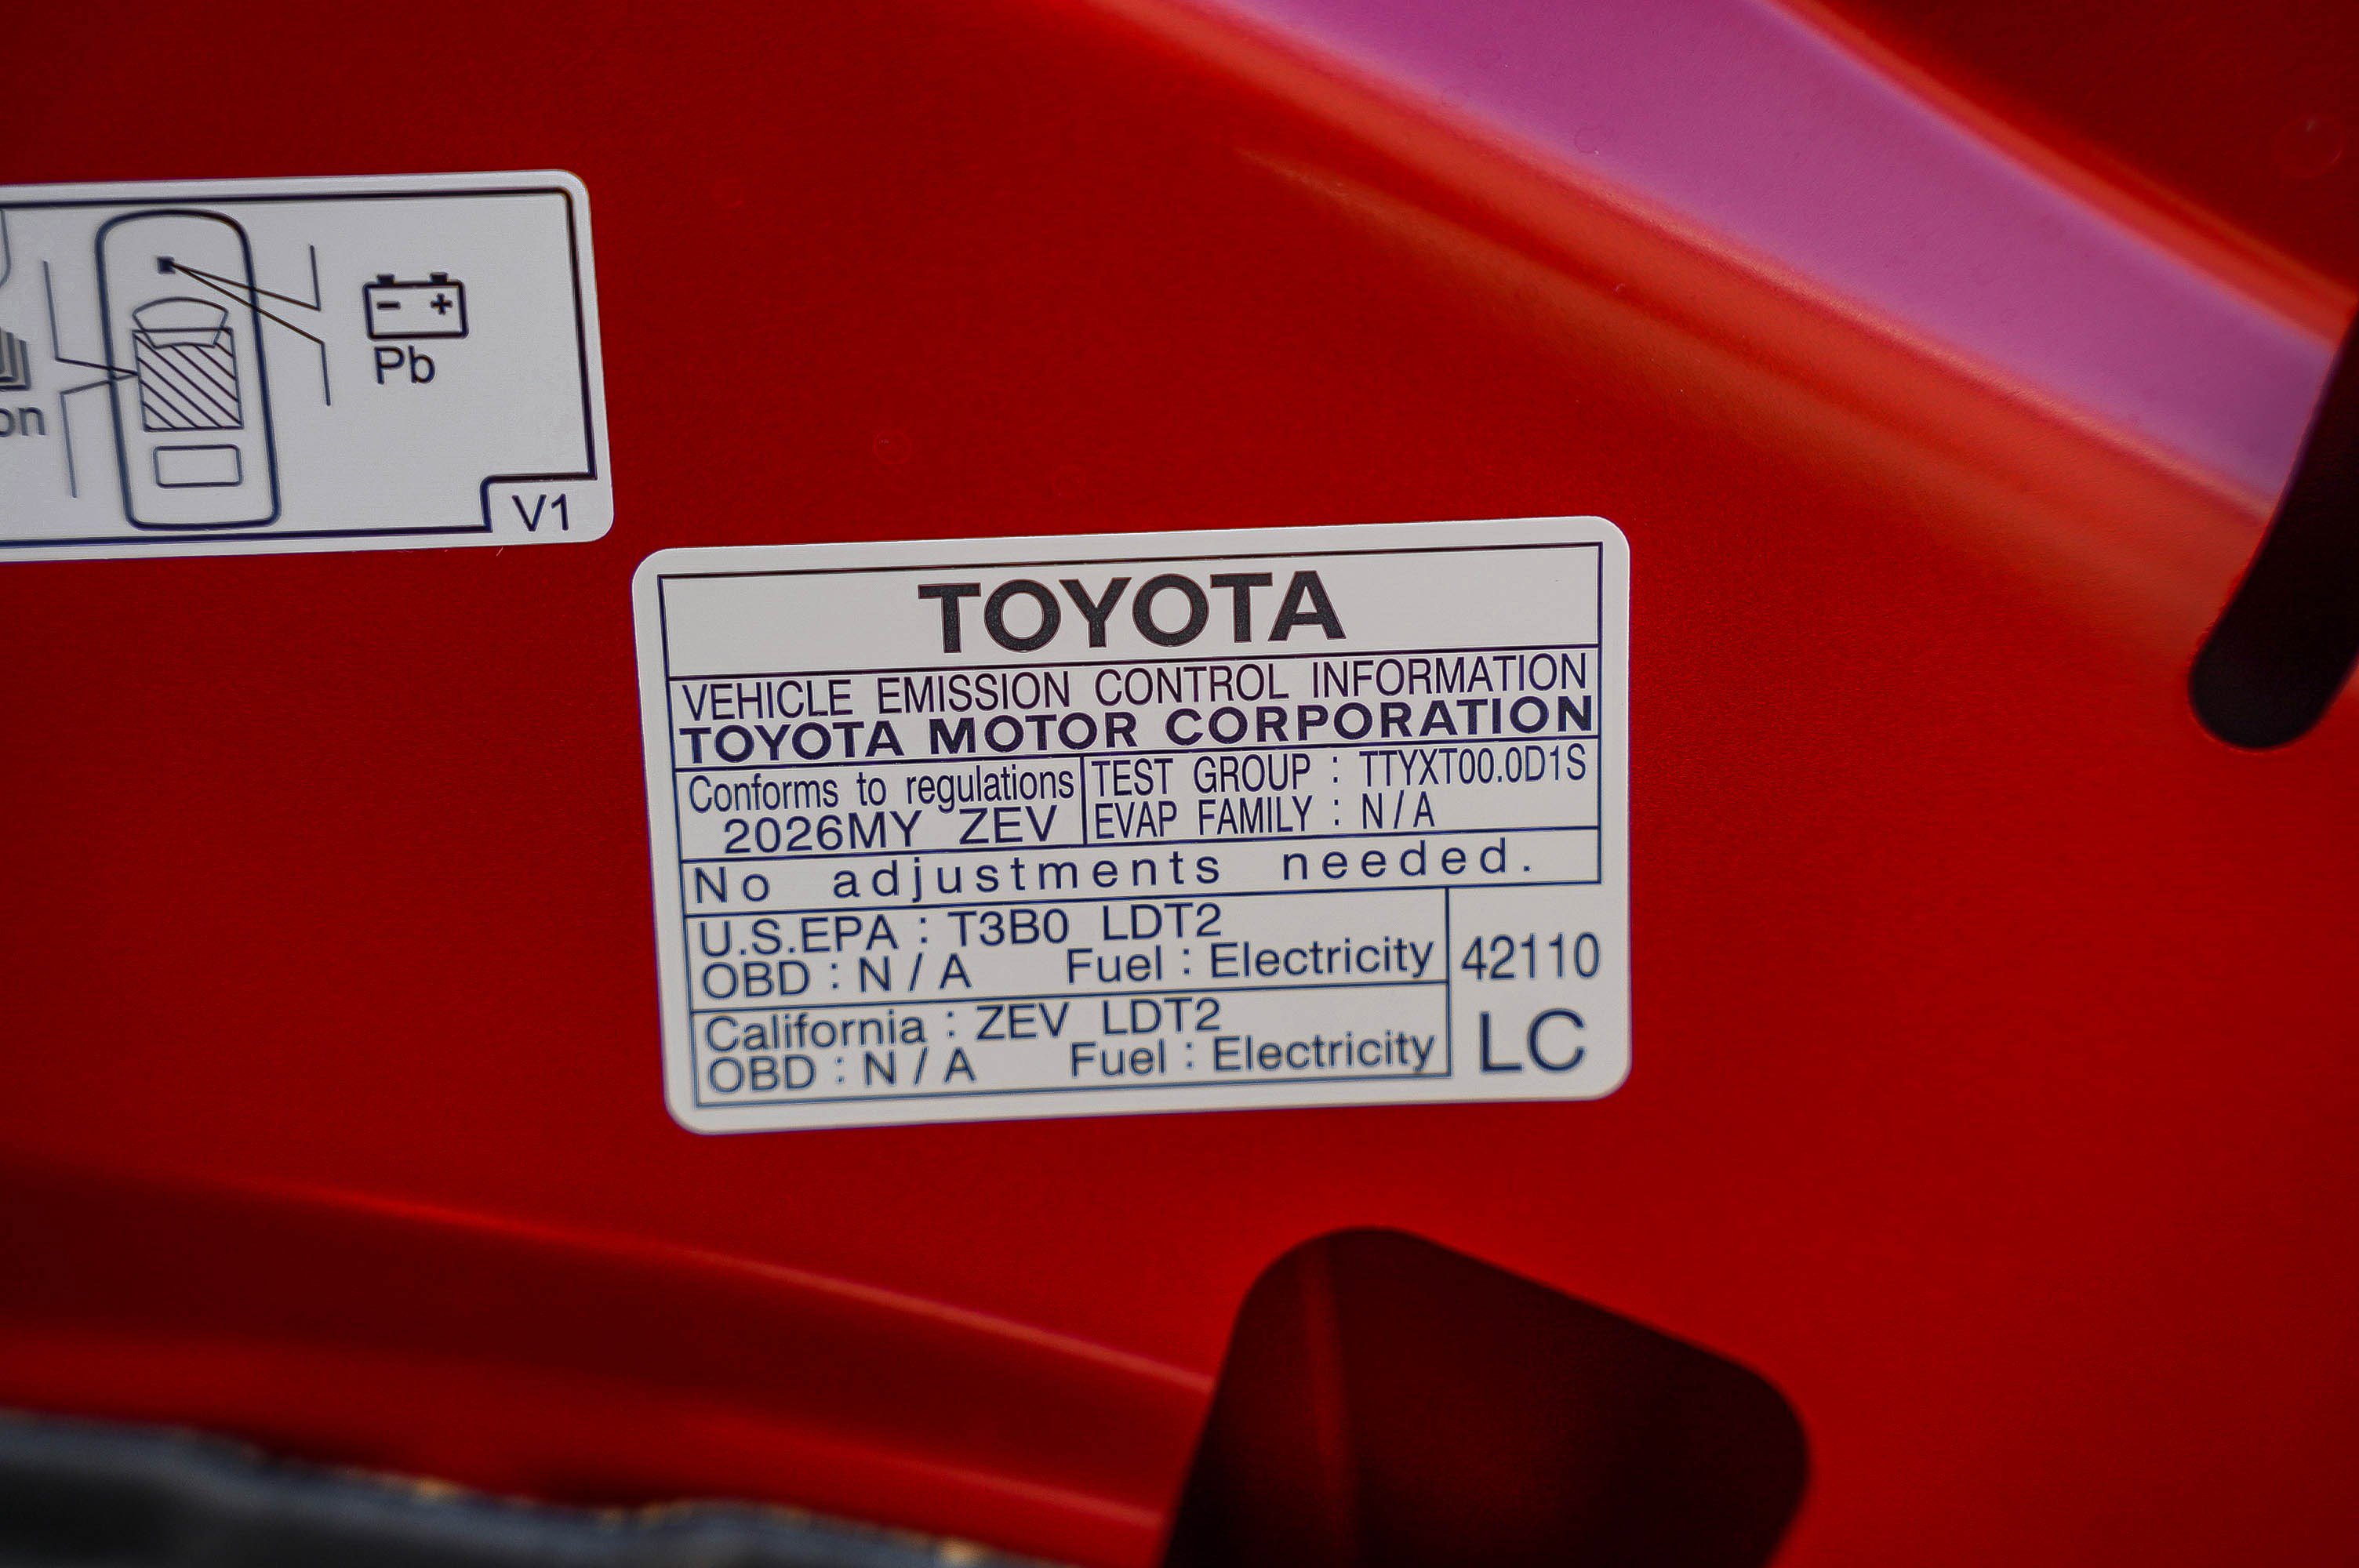 Pb
V1
TOYOTA
VEHICLE EMISSION CONTROL INFORMATION
TOYOTA MOTOR CORPORATION
Conforms to regulations
2026MY ZEV
TEST GROUP : TTYXT00.0D1S
EVAP FAMILY : N/A
No adjustments needed.
U.S.EPA : T3B0 LDT2
OBD : N/A Fuel : Electricity
California : ZEV LDT2
OBD : N/A Fuel : Electricity
42110
LC